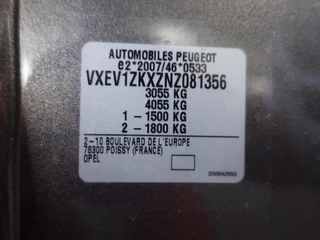 AUTOMOBILES PEUGEOT
e2*2007/46*0533
VXEV1ZKXZNZ081356
3055 KG
4055 KG
1 - 1500 KG
2 - 1800 KG
2-10 BOULEVARD DE L'EUROPE
78300 POISSY (FRANCE)
OPEL